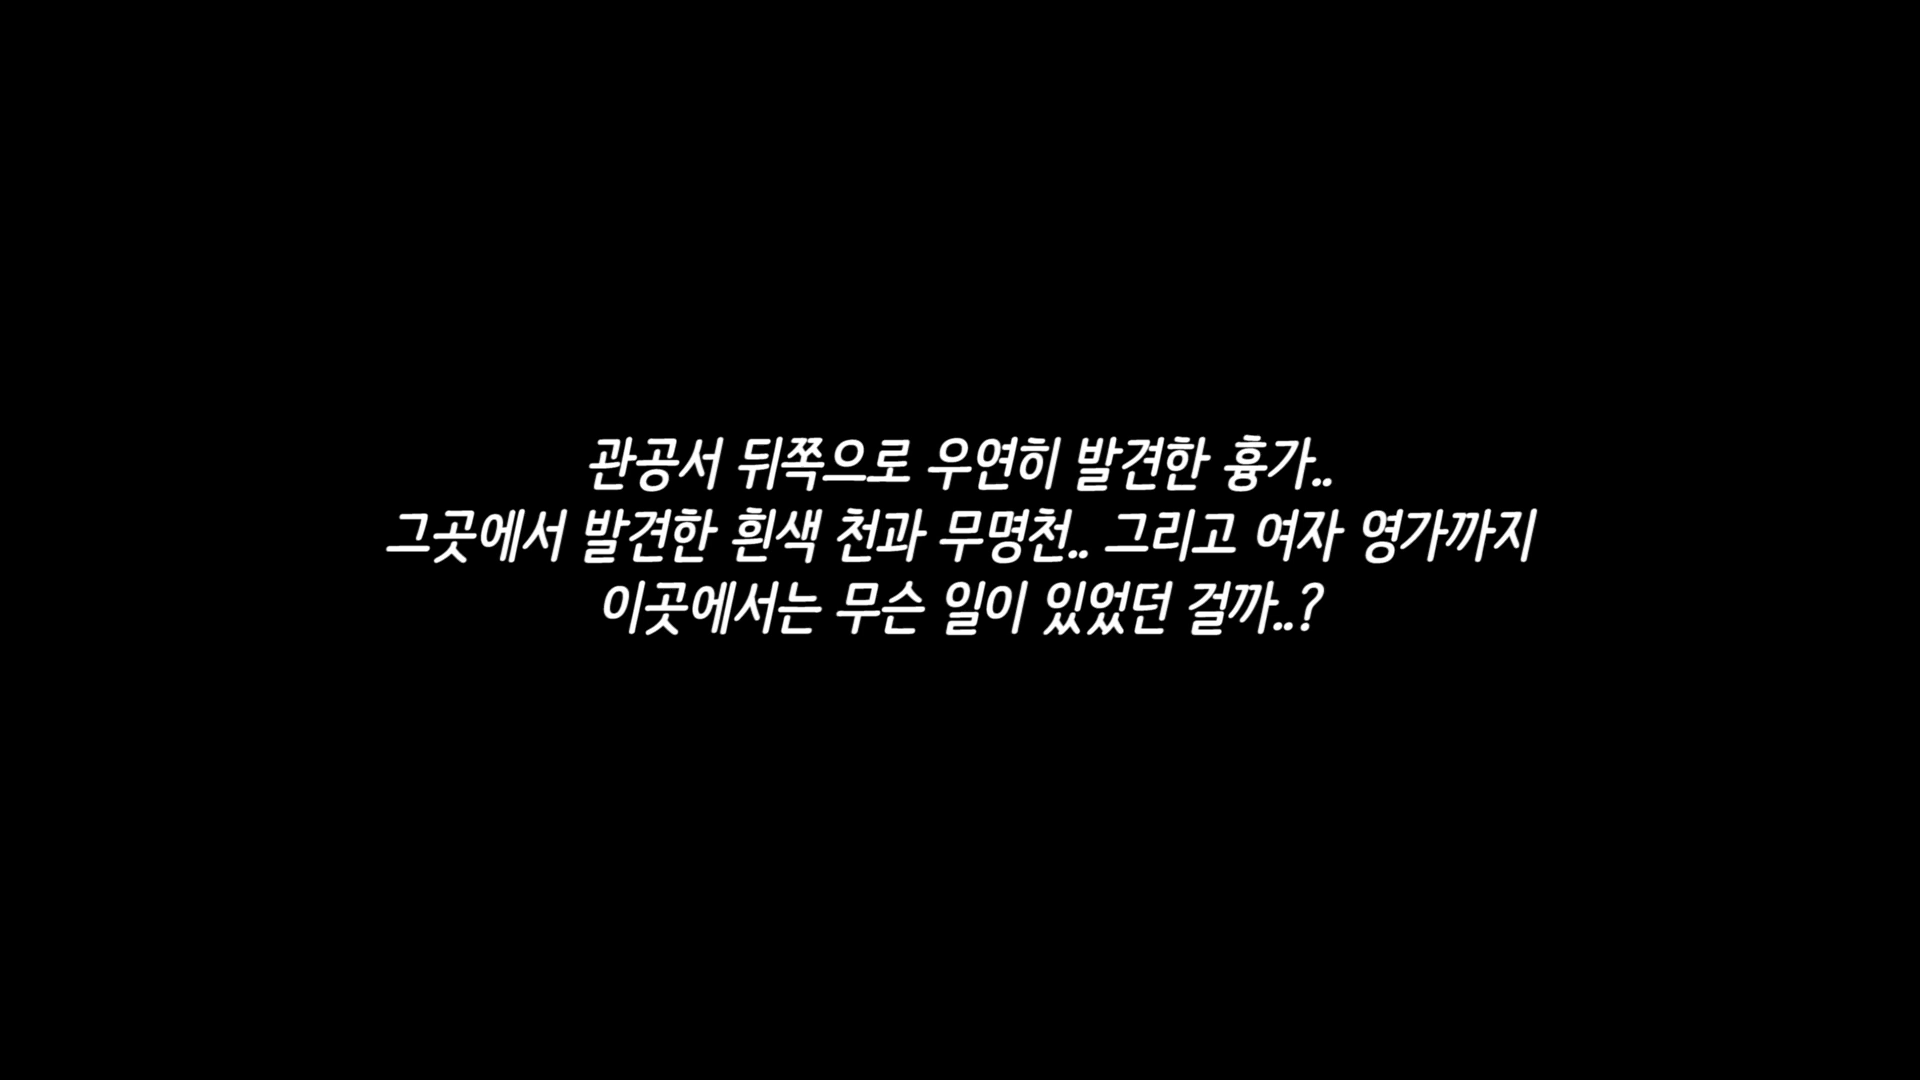 관공서 뒤쪽으로 우연히 발견한 흉가..
그곳에서 발견한 흰색 천과 무명천.. 그리고 여자 영가까지
이곳에서는 무슨 일이 있었던 걸까..?